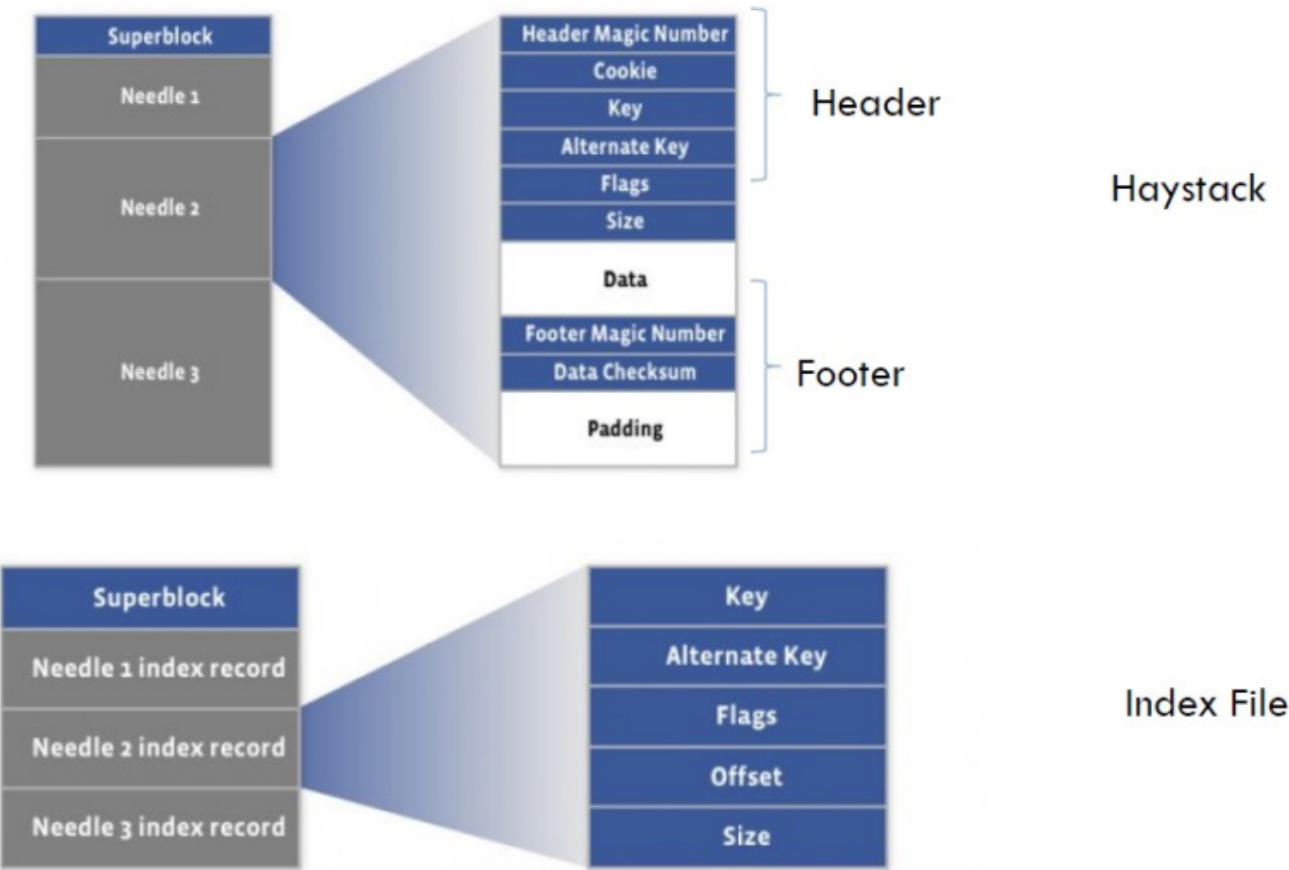 Superblock
Needle 1
Needle 2
Needle 3
Header Magic Number
Cookie
Key
Alternate Key
Flags
Size
Data
Footer Magic Number
Data Checksum
Padding
Header
Footer
Haystack
Superblock
Needle 1 index record
Needle 2 index record
Needle 3 index record
Key
Alternate Key
Flags
Offset
Size
Index File